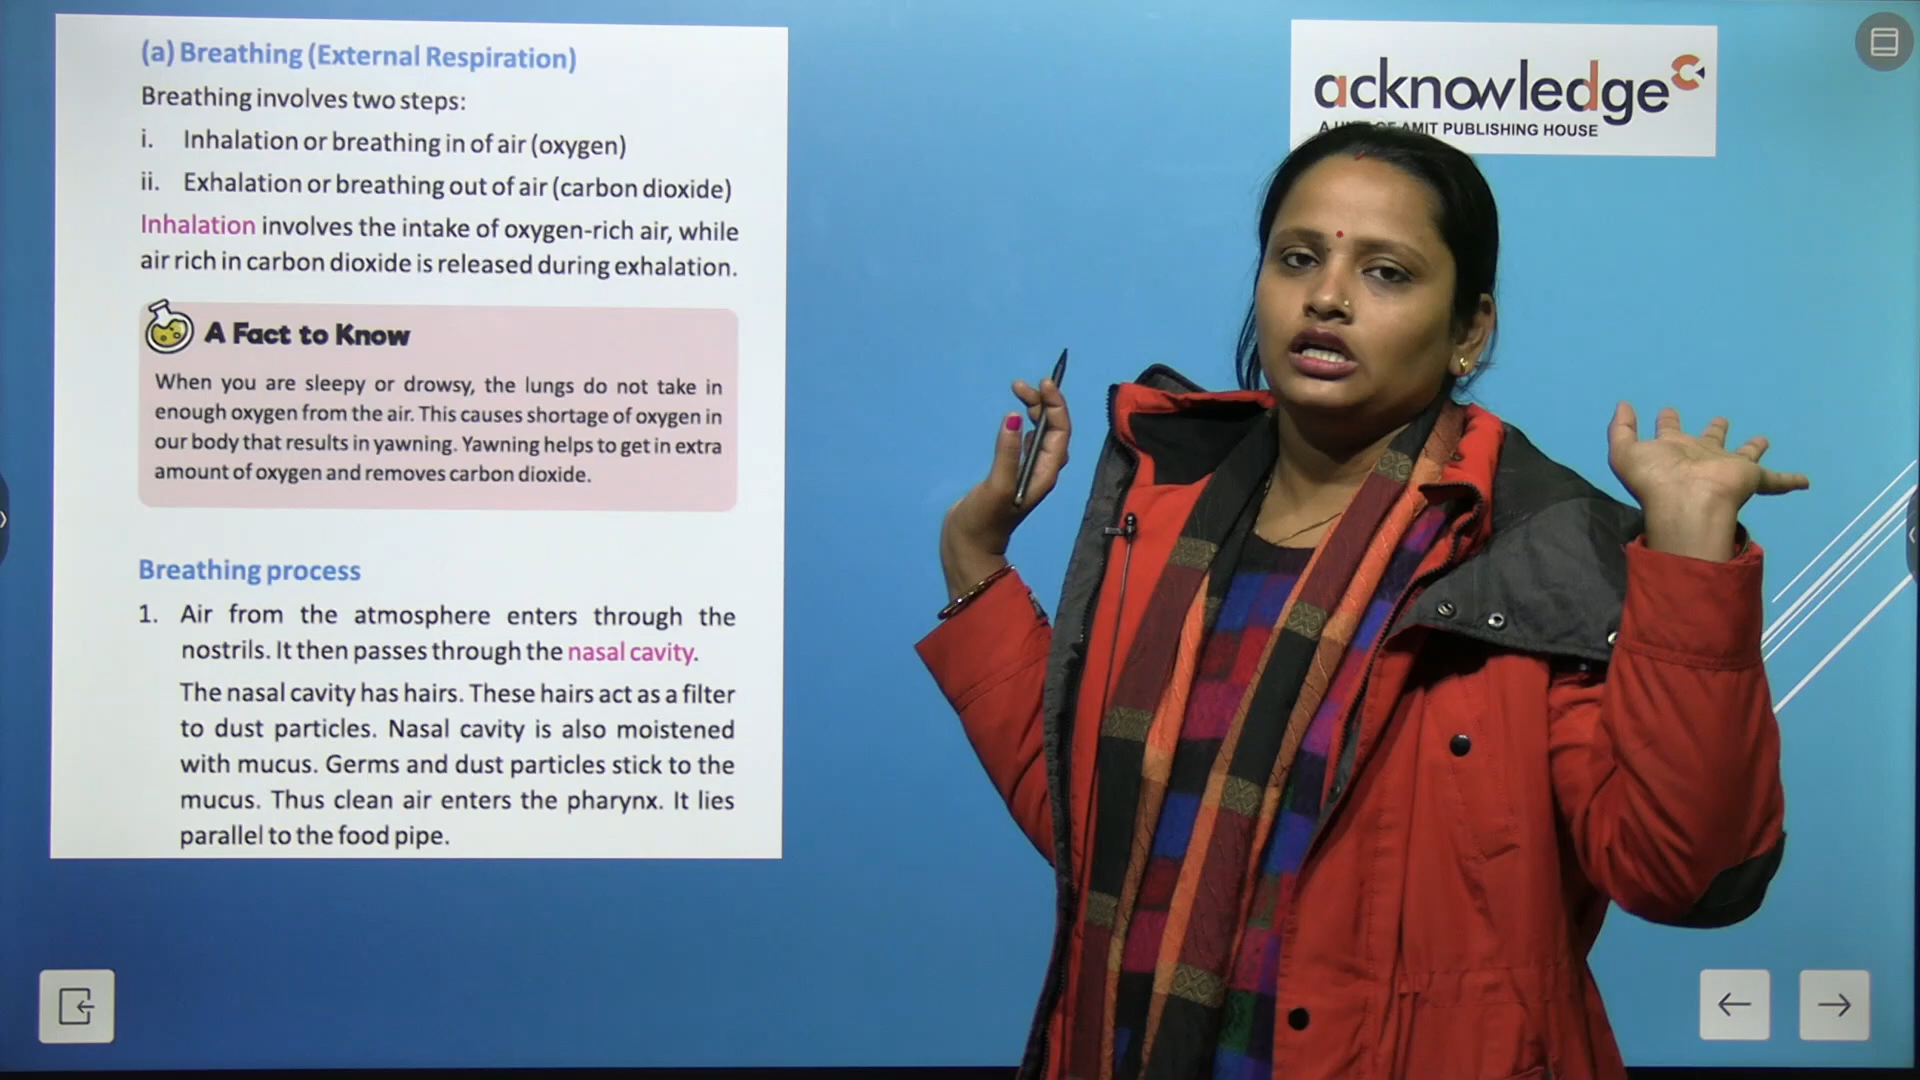 (a) Breathing (External Respiration)
Breathing involves two steps:
i. Inhalation or breathing in of air (oxygen)
ii. Exhalation or breathing out of air (carbon dioxide)
Inhalation involves the intake of oxygen-rich air, while
air rich in carbon dioxide is released during exhalation.
A Fact to Know
When you are sleepy or drowsy, the lungs do not take in
enough oxygen from the air. This causes shortage of oxygen in
our body that results in yawning. Yawning helps to get in extra
amount of oxygen and removes carbon dioxide.
Breathing process
1. Air from the atmosphere enters through the
nostrils. It then passes through the nasal cavity.
The nasal cavity has hairs. These hairs act as a filter
to dust particles. Nasal cavity is also moistened
with mucus. Germs and dust particles stick to the
mucus. Thus clean air enters the pharynx. It lies
parallel to the food pipe.
acknowledge
A UNIT OF AMIT PUBLISHING HOUSE